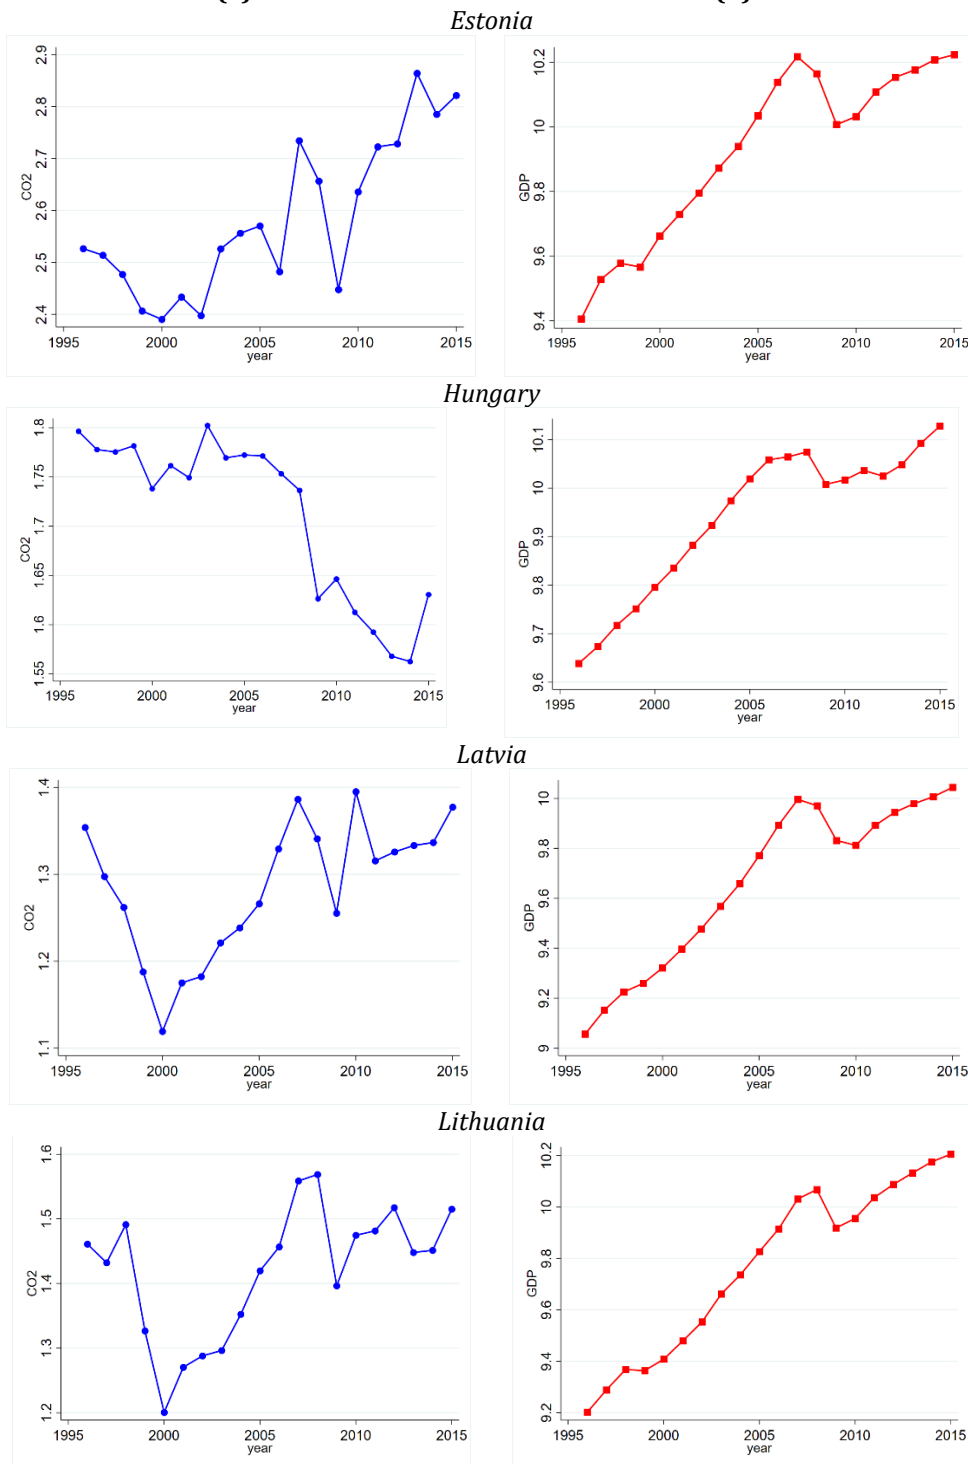 Estonia
CO2
2.4 2.5 2.6 2.7 2.8 2.9
1995 2000 2005 2010 2015
year
GDP
9.4 9.6 9.8 10 10.2
1995 2000 2005 2010 2015
year
Hungary
CO2
1.55 1.6 1.65 1.7 1.75 1.8
1995 2000 2005 2010 2015
year
GDP
9.6 9.7 9.8 9.9 10 10.1
1995 2000 2005 2010 2015
year
Latvia
CO2
1.1 1.2 1.3 1.4
1995 2000 2005 2010 2015
year
GDP
9 9.2 9.4 9.6 9.8 10
1995 2000 2005 2010 2015
year
Lithuania
CO2
1.2 1.3 1.4 1.5 1.6
1995 2000 2005 2010 2015
year
GDP
9.2 9.4 9.6 9.8 10 10.2
1995 2000 2005 2010 2015
year